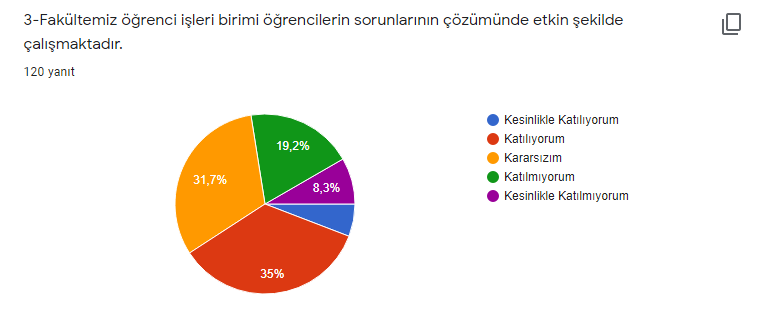 3-Fakültemiz öğrenci işleri birimi öğrencilerin sorunlarının çözümünde etkin şekilde
çalışmaktadır.
120 yanıt
Kesinlikle Katılıyorum
Katılıyorum
Kararsızım
Katılmıyorum
Kesinlikle Katılmıyorum
19,2%
31,7%
8,3%
35%